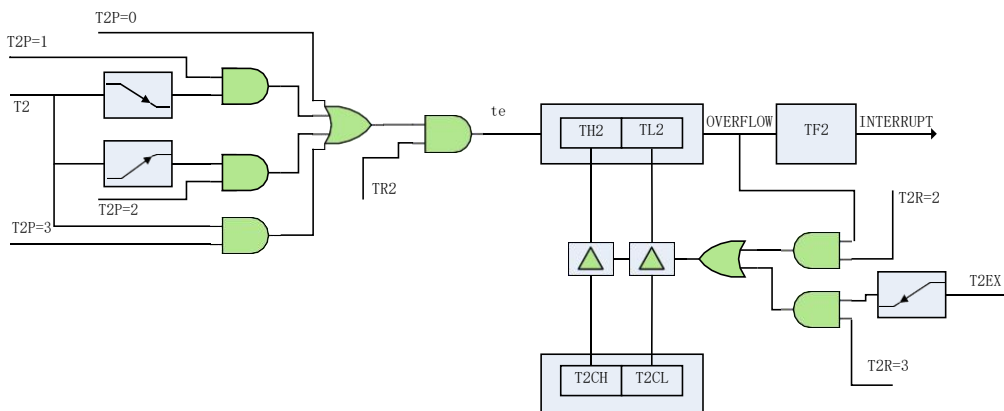 T2P=0
T2P=1
T2
T2P=2
T2P=3
TR2
te
TH2
TL2
OVERFLOW
TF2
INTERRUPT
T2R=2
T2EX
T2R=3
T2CH
T2CL